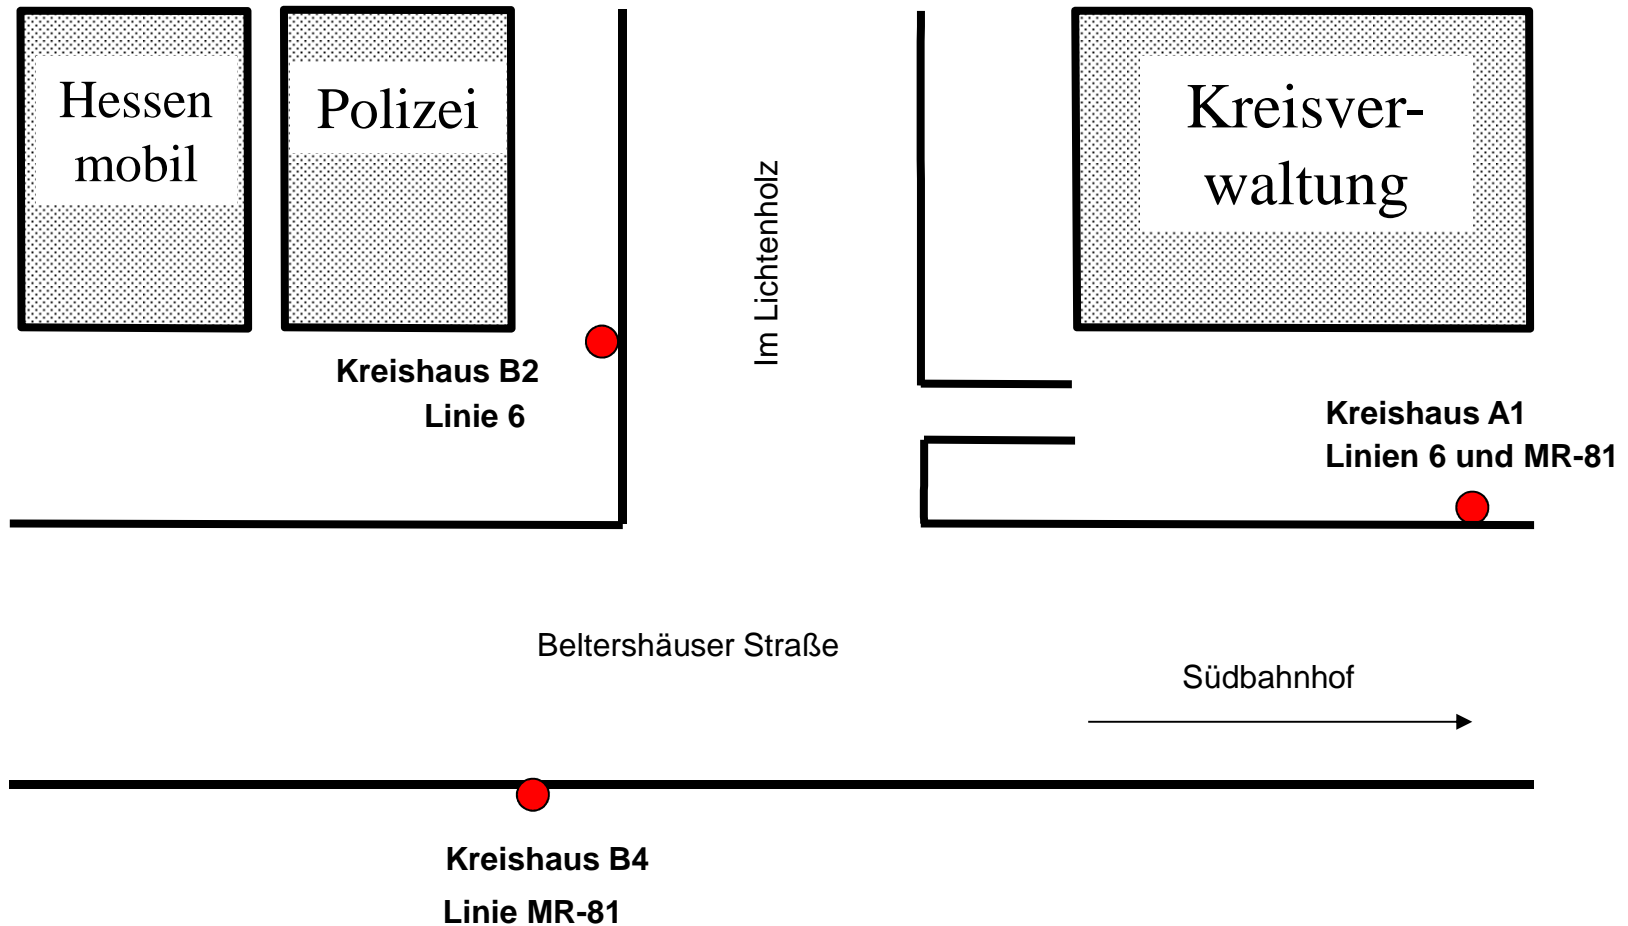 Hessen
mobil
Polizei
Kreisver-
waltung
Im Lichtenholz
Kreishaus B2
Linie 6
Kreishaus A1
Linien 6 und MR-81
Beltershäuser Straße
Südbahnhof
Kreishaus B4
Linie MR-81